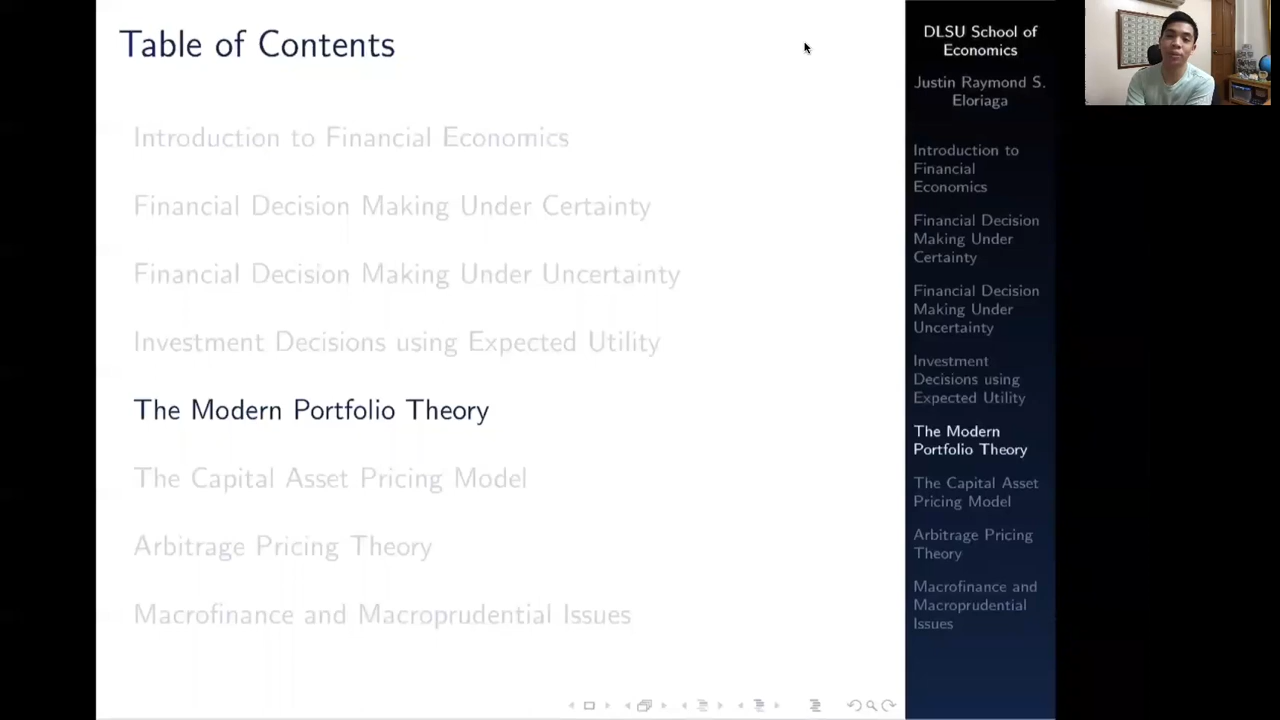 Table of Contents
Introduction to Financial Economics
Financial Decision Making Under Certainty
Financial Decision Making Under Uncertainty
Investment Decisions using Expected Utility
The Modern Portfolio Theory
The Capital Asset Pricing Model
Arbitrage Pricing Theory
Macrofinance and Macroprudential Issues
DLSU School of
Economics
Justin Raymond S.
Eloriaga
Introduction to
Financial
Economics
Financial Decision
Making Under
Certainty
Financial Decision
Making Under
Uncertainty
Investment
Decisions using
Expected Utility
The Modern
Portfolio Theory
The Capital Asset
Pricing Model
Arbitrage Pricing
Theory
Macrofinance and
Macroprudential
Issues